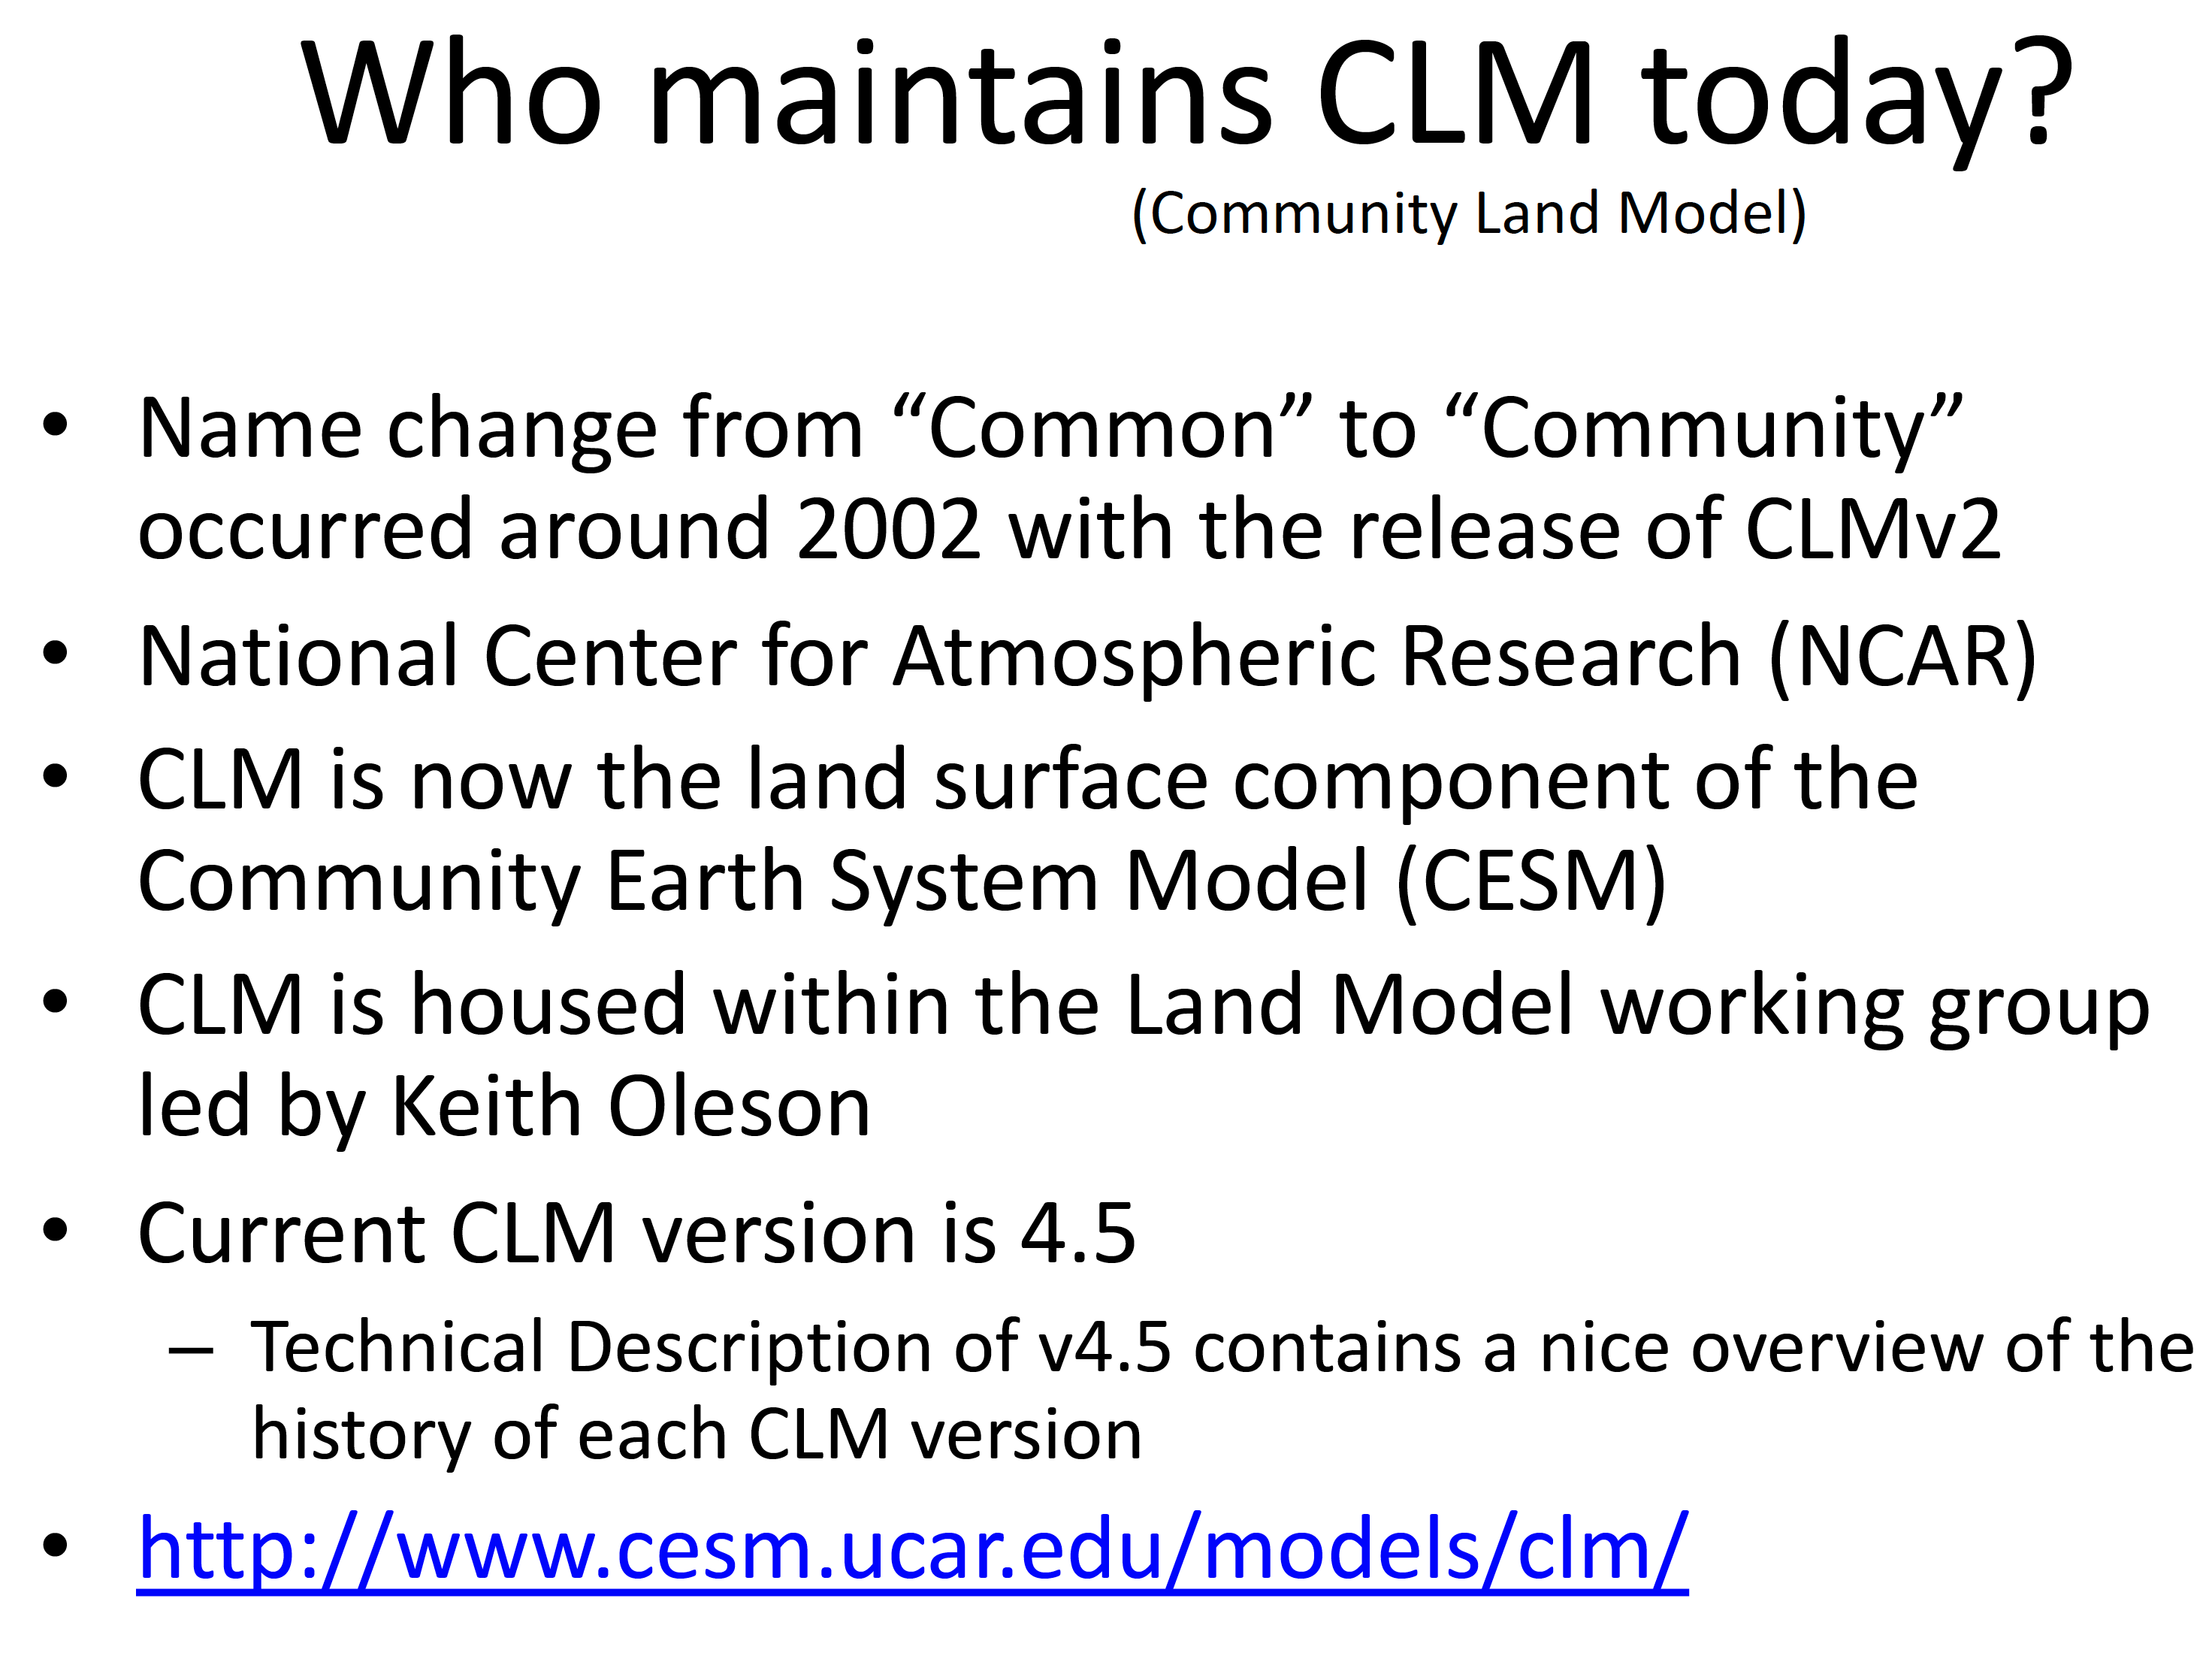 Who maintains CLM today?
(Community Land Model)
• Name change from “Common” to “Community”
occurred around 2002 with the release of CLMv2
• National Center for Atmospheric Research (NCAR)
• CLM is now the land surface component of the
Community Earth System Model (CESM)
• CLM is housed within the Land Model working group
led by Keith Oleson
• Current CLM version is 4.5
– Technical Description of v4.5 contains a nice overview of the
history of each CLM version
• http://www.cesm.ucar.edu/models/clm/